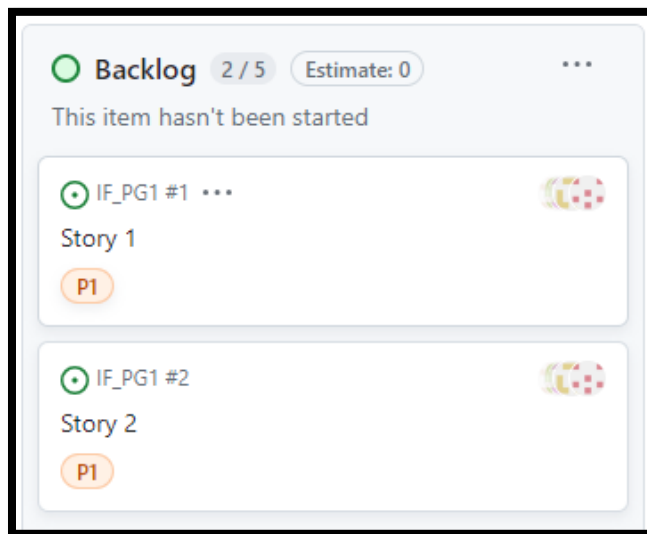 Backlog 2 / 5 Estimate: 0 ...
This item hasn't been started
IF_PG1 #1 ...
Story 1
P1
IF_PG1 #2
Story 2
P1